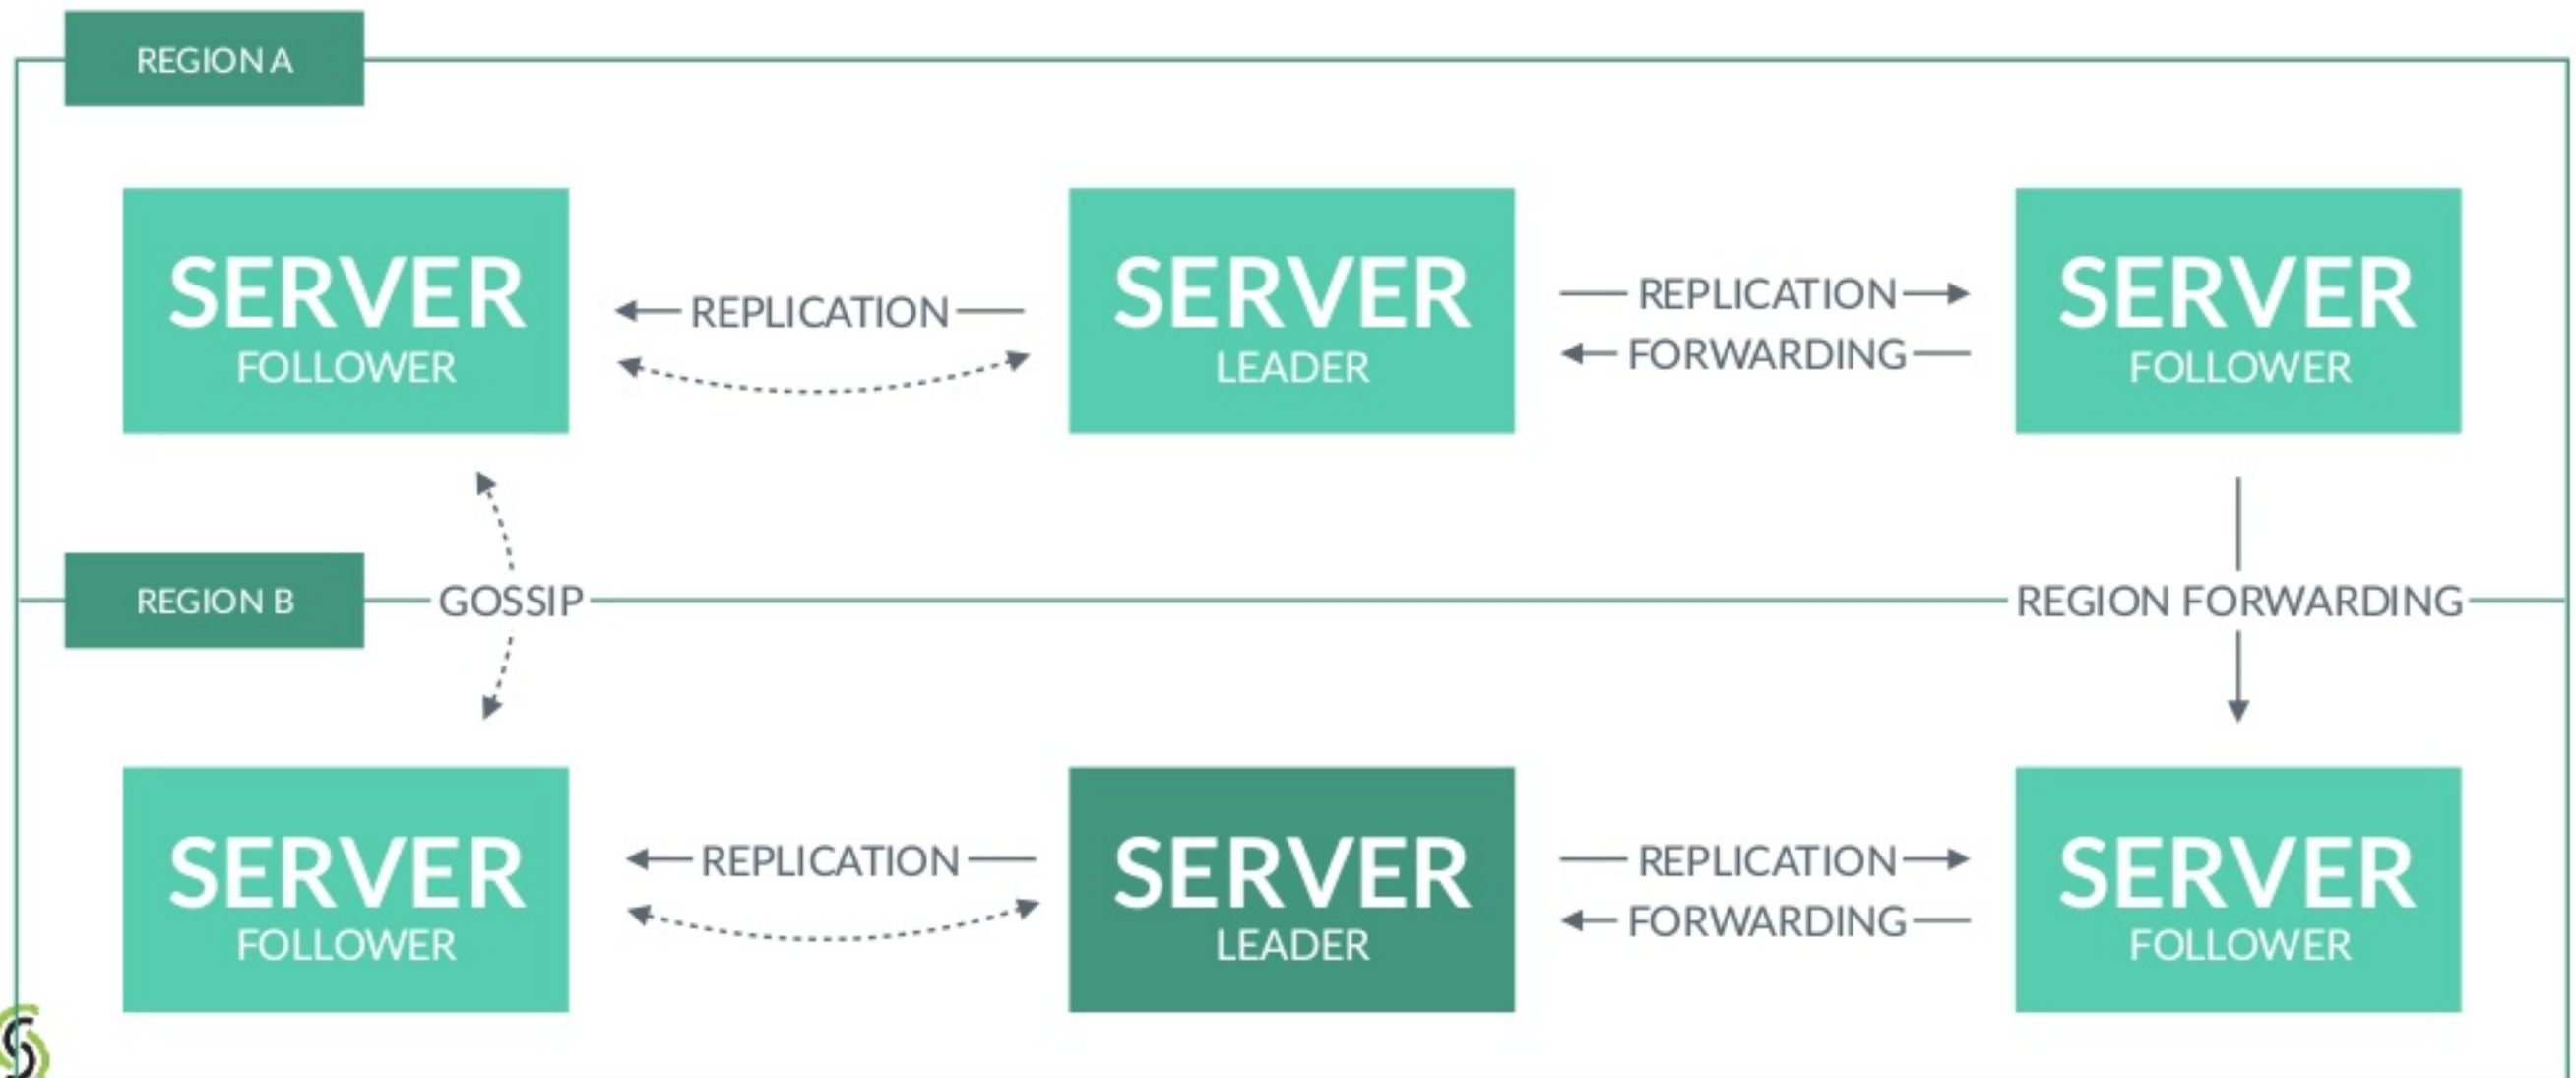 REGION A
SERVER
FOLLOWER
REPLICATION
SERVER
LEADER
REPLICATION
FORWARDING
SERVER
FOLLOWER
REGION B
GOSSIP
REGION FORWARDING
SERVER
FOLLOWER
REPLICATION
SERVER
LEADER
REPLICATION
FORWARDING
SERVER
FOLLOWER